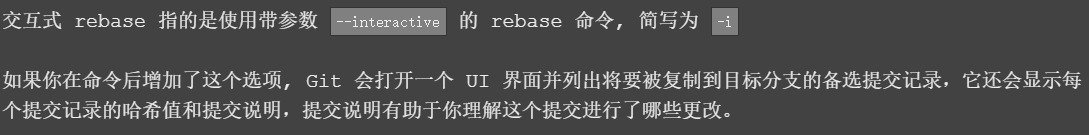 交互式 rebase 指的是使用带参数 --interactive 的 rebase 命令, 简写为 -i
如果你在命令后增加了这个选项, Git 会打开一个 UI 界面并列出将要被复制到目标分支的备选提交记录，它还会显示每
个提交记录的哈希值和提交说明，提交说明有助于你理解这个提交进行了哪些更改。